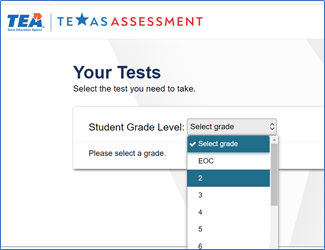 TEA
Texas Education Agency
TEXAS ASSESSMENT
Your Tests
Select the test you need to take.
Student Grade Level: Select grade
✓ Select grade
EOC
2
3
4
5
6
Please select a grade.